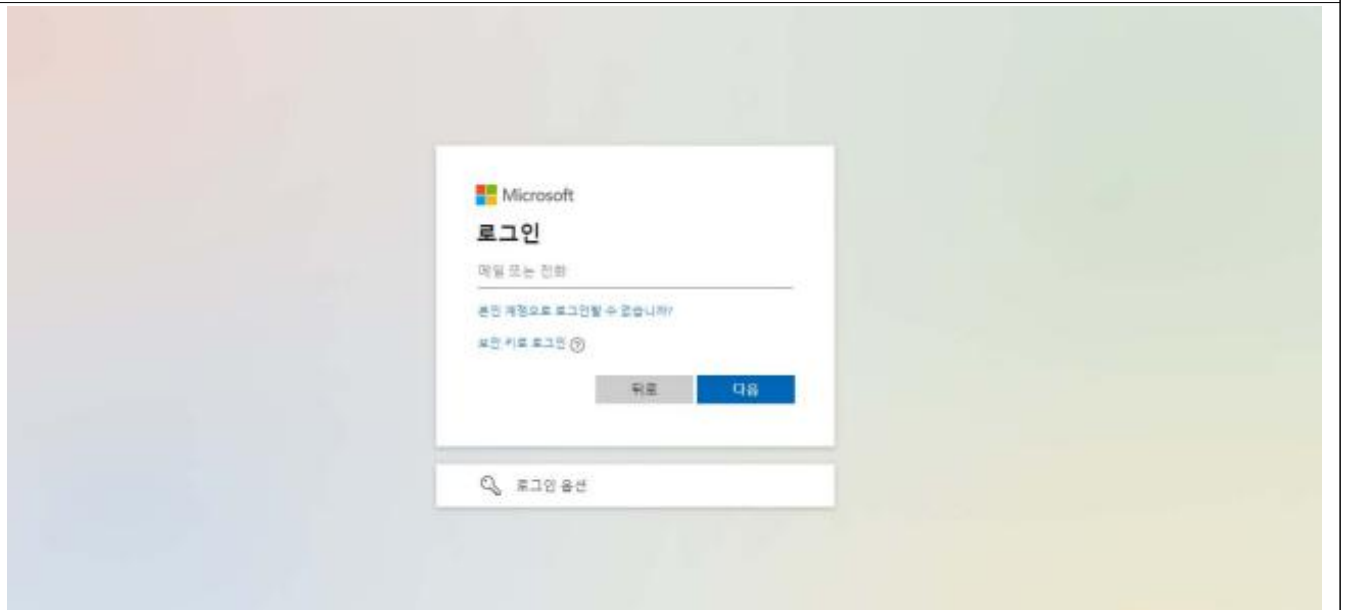 Microsoft
로그인
메일 또는 전화
본인 계정으로 로그인할 수 없습니까?
보안 키로 로그인
뒤로
다음
로그인 옵션